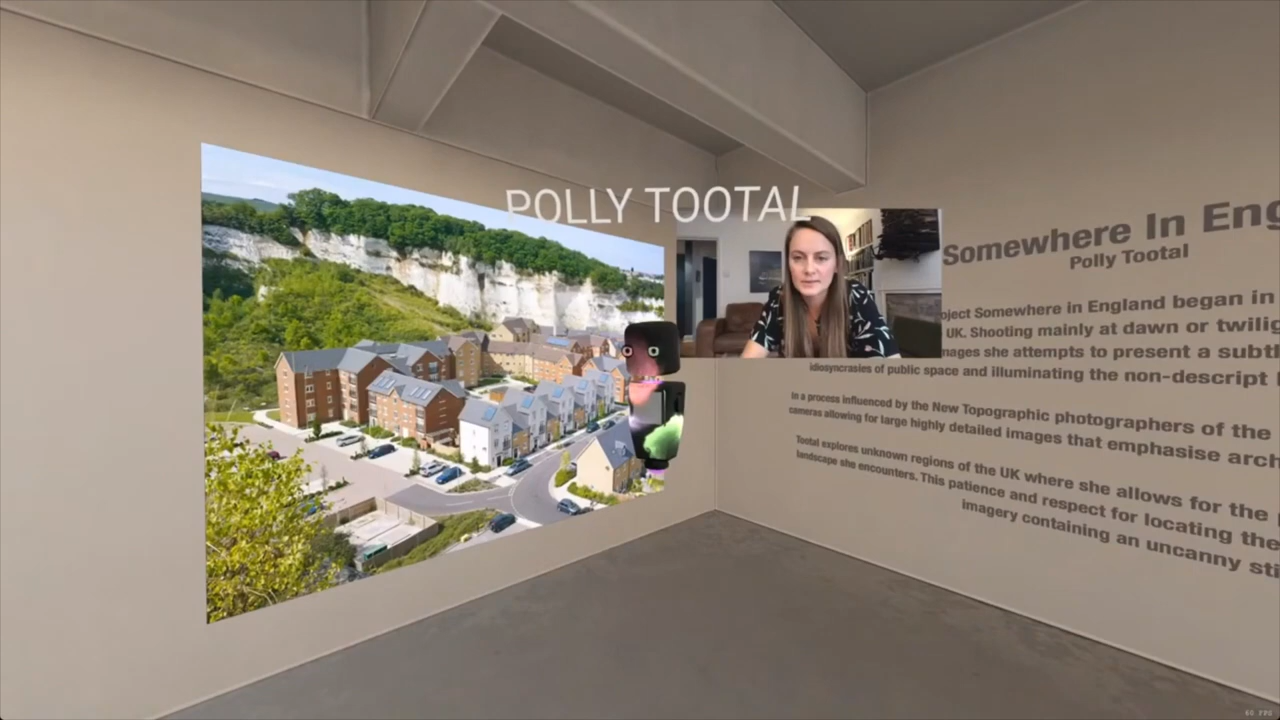 POLLY TOOTAL
Somewhere In Eng
Polly Tootal
oject Somewhere in England began in
UK. Shooting mainly at dawn or twilig
mages she attempts to present a subt
idiosyncrasies of public space and illuminating the non-descript
In a process influenced by the New Topographic photographers of the
cameras allowing for large highly detailed images that emphasise arch
Tootal explores unknown regions of the UK where she allows for the
landscape she encounters. This patience and respect for locating the
imagery containing an uncanny sti
60 FPS